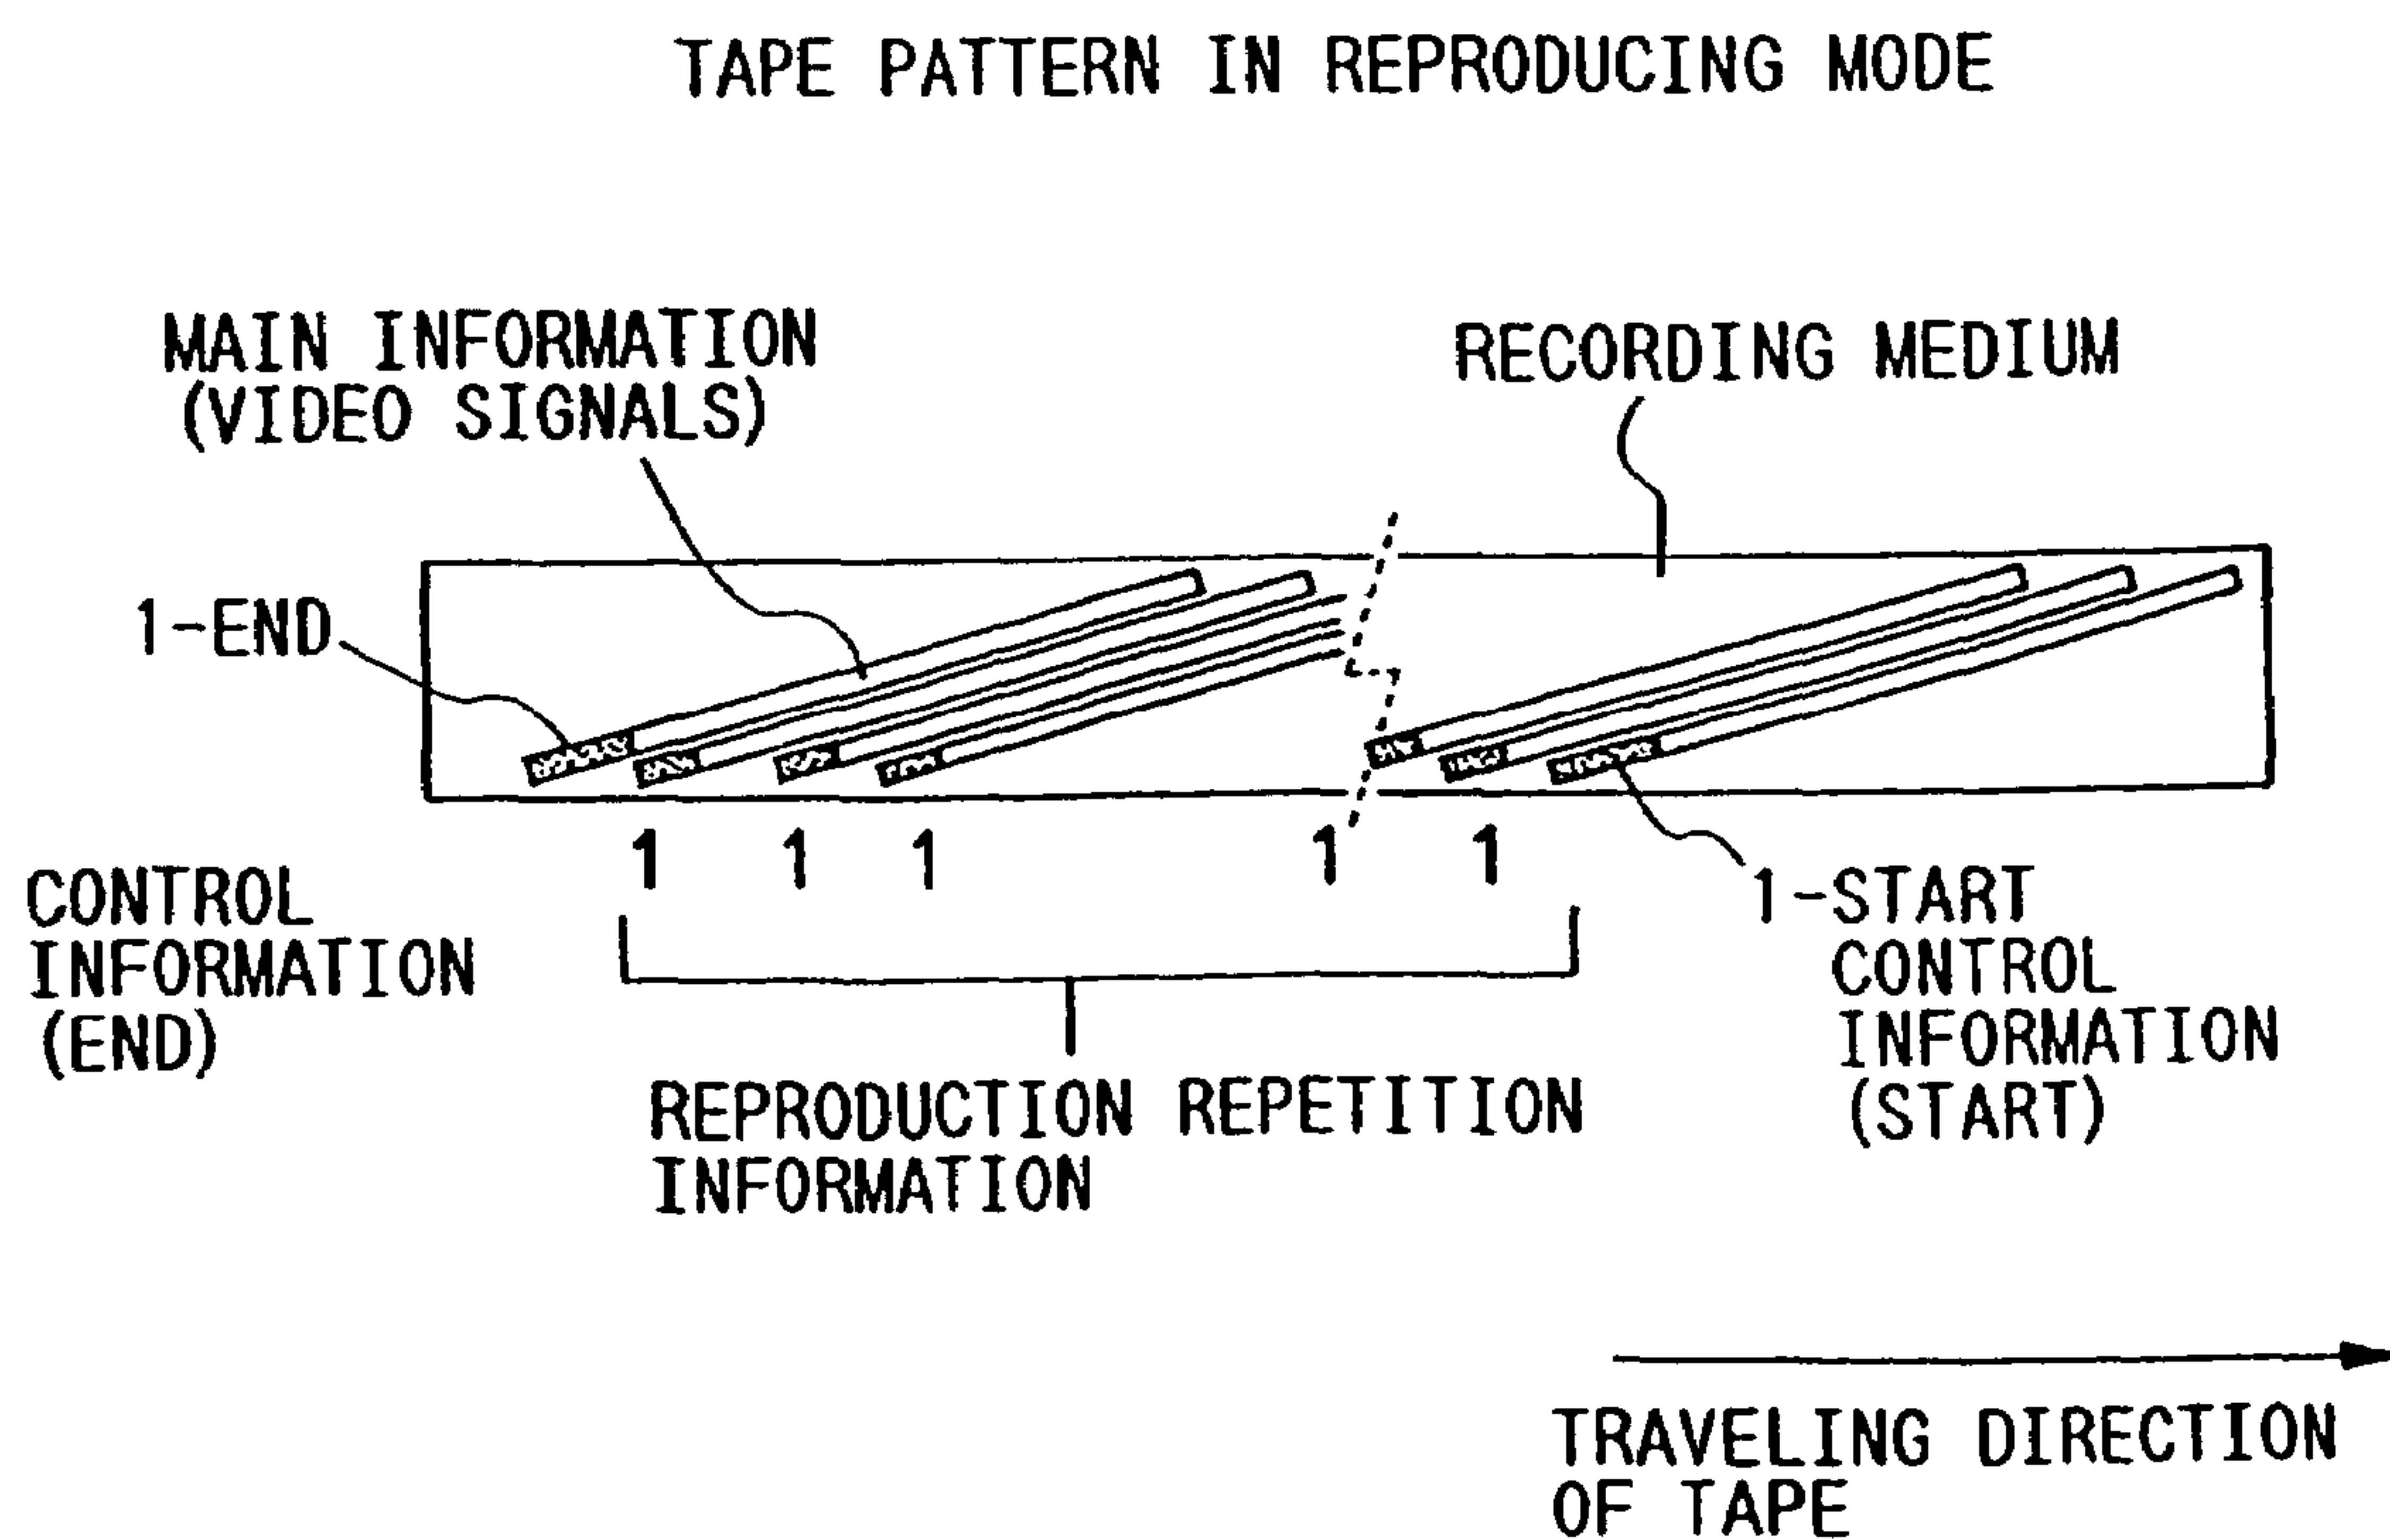 TAPE PATTERN IN REPRODUCING MODE
MAIN INFORMATION
(VIDEO SIGNALS)
RECORDING MEDIUM
1-END
1 1 1 1 1
CONTROL
INFORMATION
(END)
1-START
CONTROL
INFORMATION
(START)
REPRODUCTION REPETITION
INFORMATION
TRAVELING DIRECTION
OF TAPE